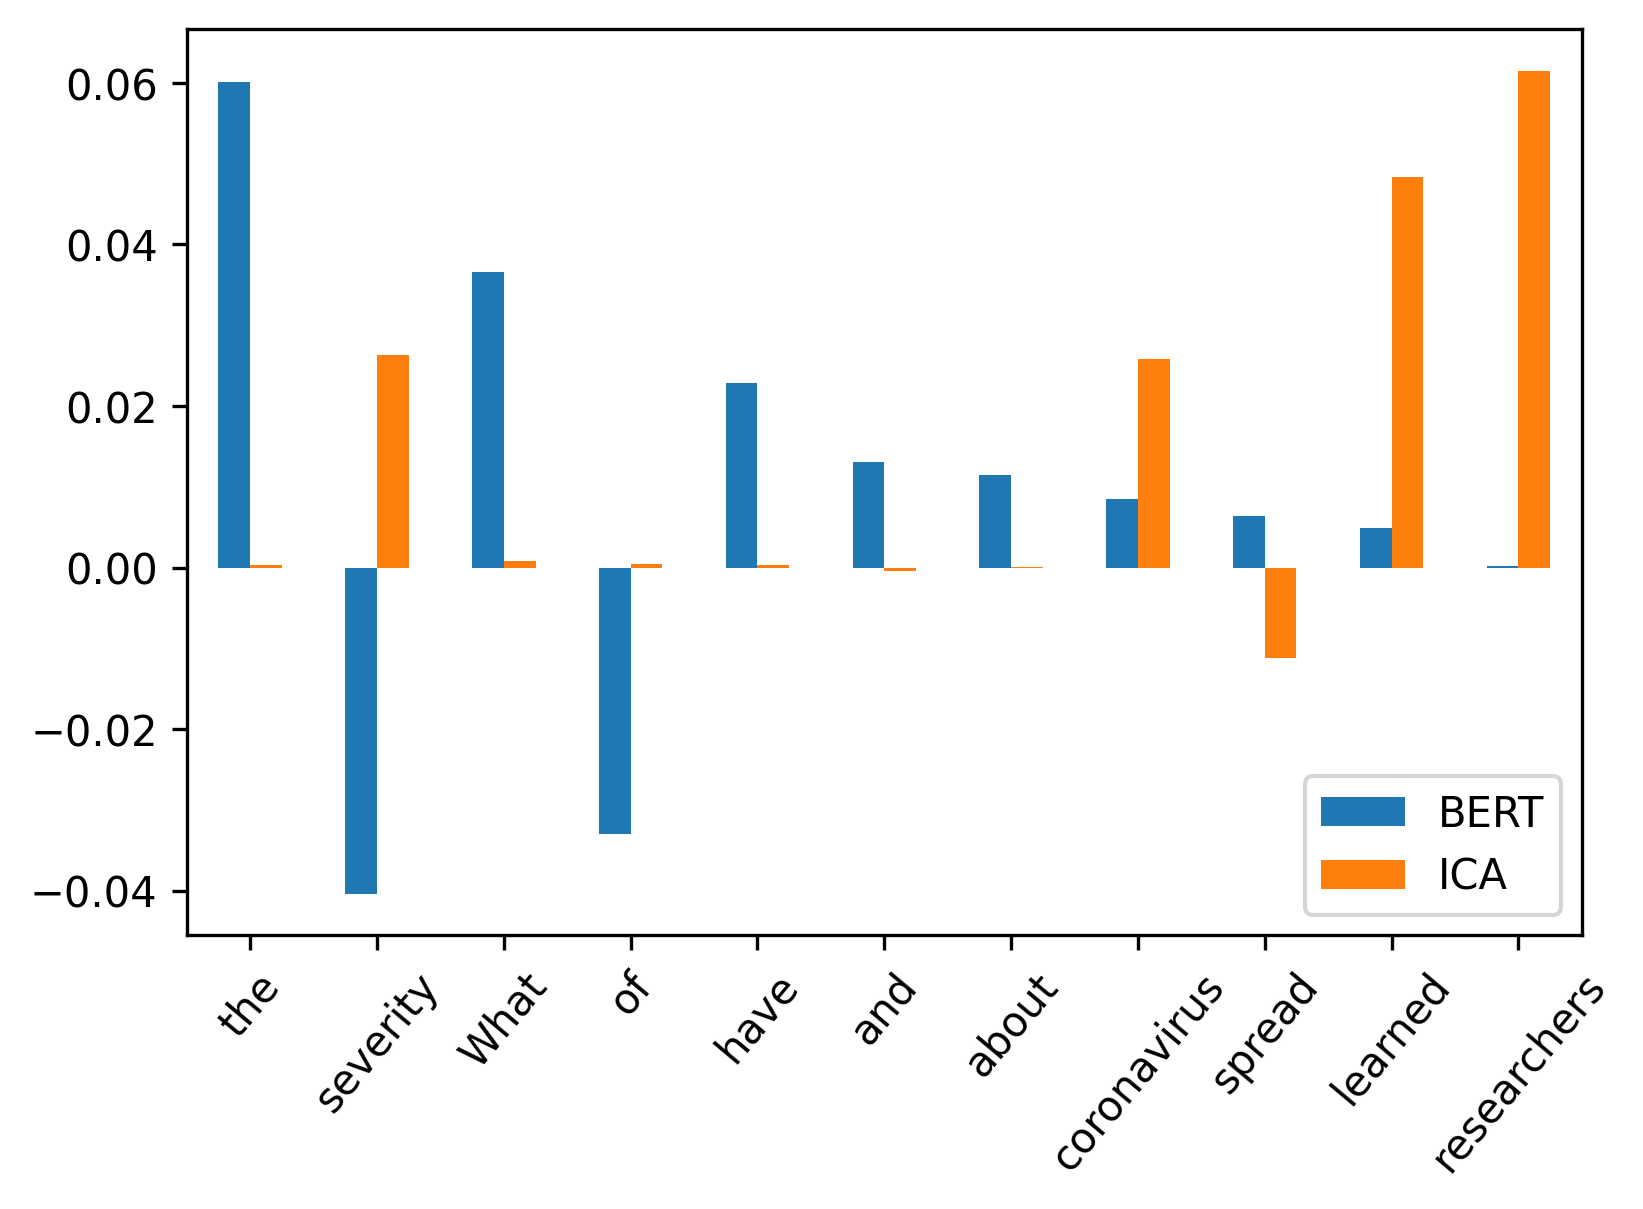 0.06
0.04
0.02
0.00
−0.02
−0.04
the
severity
What
of
have
and
about
coronavirus
spread
learned
researchers
BERT
ICA